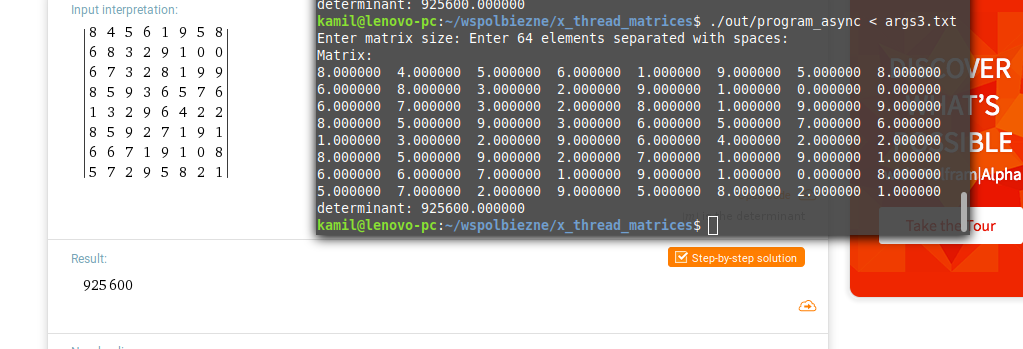 Input interpretation:
8 4 5 6 1 9 5 8
6 8 3 2 9 1 0 0
6 7 3 2 8 1 9 9
8 5 9 3 6 5 7 6
1 3 2 9 6 4 2 2
8 5 9 2 7 1 9 1
6 6 7 1 9 1 0 8
5 7 2 9 5 8 2 1
Result:
925 600
Step-by-step solution
determinant: 925600.000000
kamil@lenovo-pc:~/wspolbiezne/x_thread_matrices$ ./out/program_async < args3.txt
Enter matrix size: Enter 64 elements separated with spaces:
Matrix:
8.000000 4.000000 5.000000 6.000000 1.000000 9.000000 5.000000 8.000000
6.000000 8.000000 3.000000 2.000000 9.000000 1.000000 0.000000 0.000000
6.000000 7.000000 3.000000 2.000000 8.000000 1.000000 9.000000 9.000000
8.000000 5.000000 9.000000 3.000000 6.000000 5.000000 7.000000 6.000000
1.000000 3.000000 2.000000 9.000000 6.000000 4.000000 2.000000 2.000000
8.000000 5.000000 9.000000 2.000000 7.000000 1.000000 9.000000 1.000000
6.000000 6.000000 7.000000 1.000000 9.000000 1.000000 0.000000 8.000000
5.000000 7.000000 2.000000 9.000000 5.000000 8.000000 2.000000 1.000000
determinant: 925600.000000
kamil@lenovo-pc:~/wspolbiezne/x_thread_matrices$
the determinant
DISCOVER
WHAT'S
POSSIBLE
Wolfram|Alpha
Take the Tour